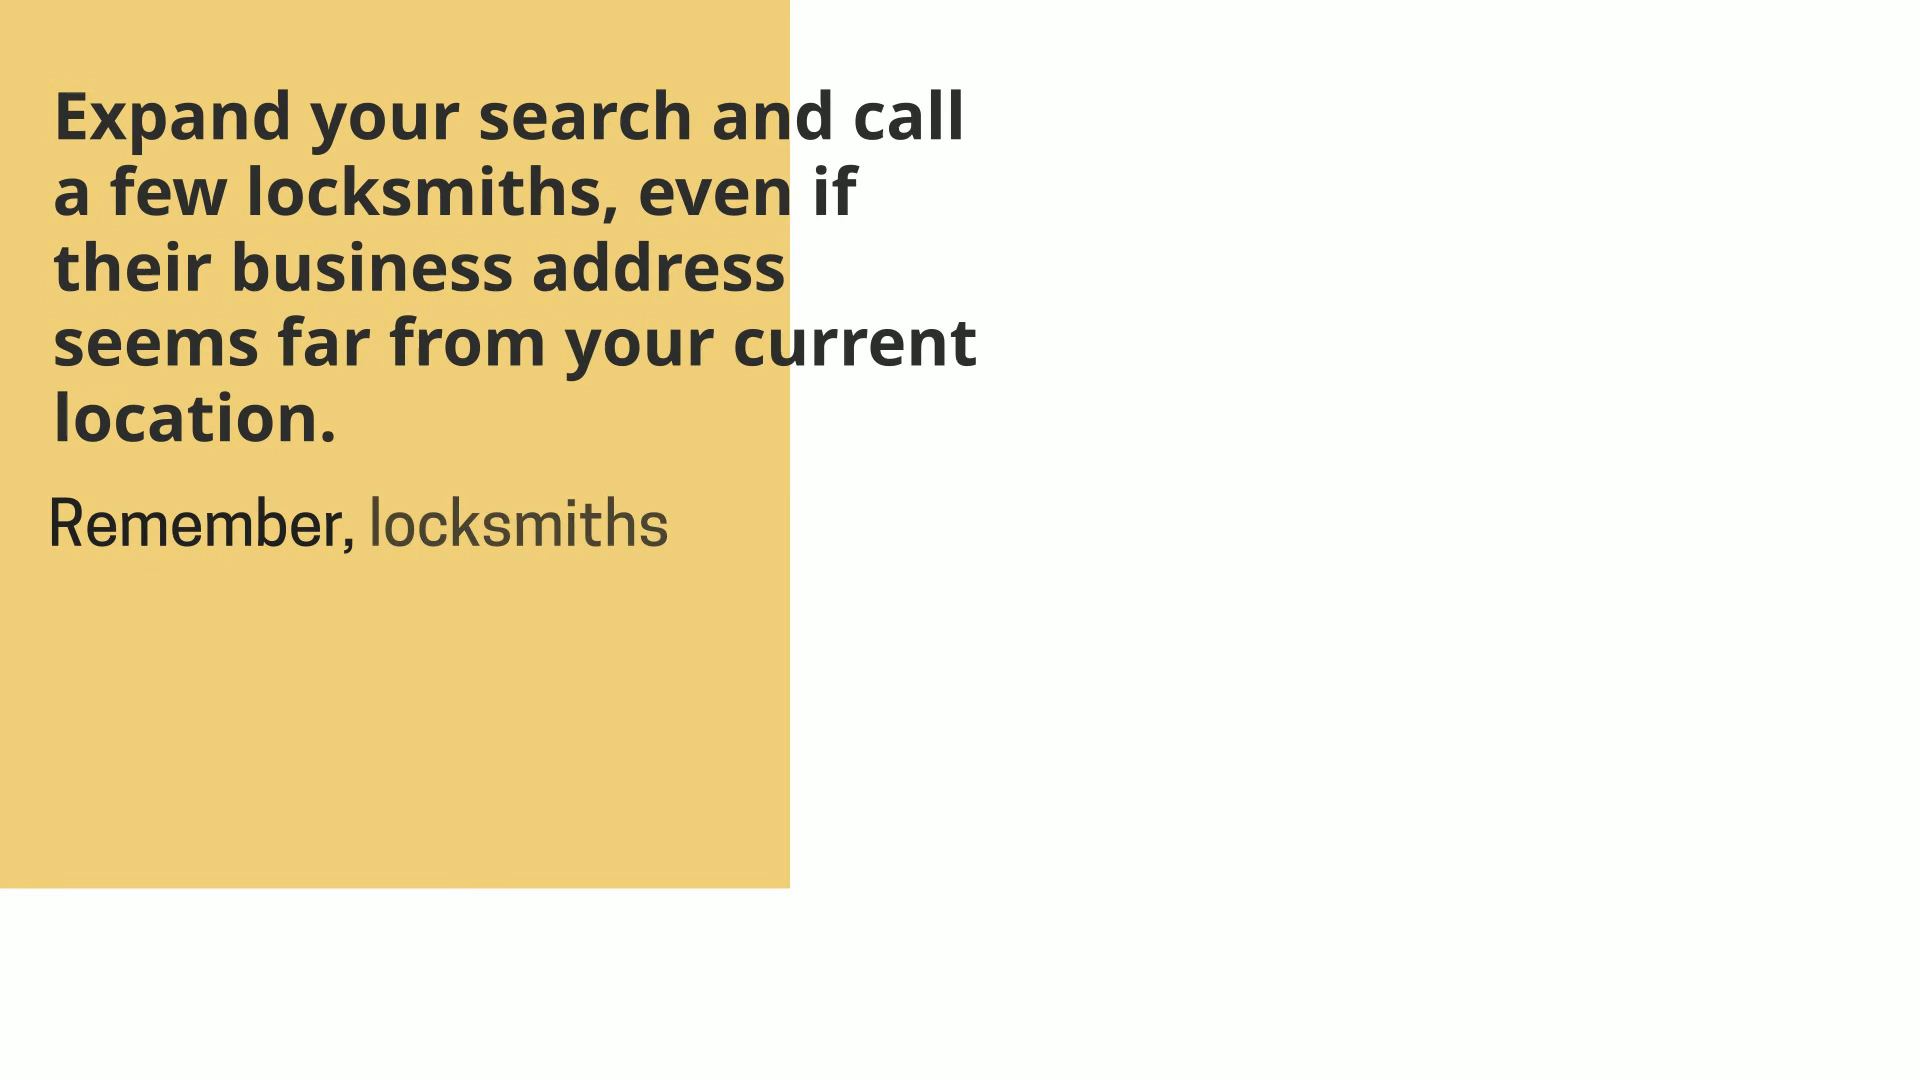 Expand your search and call
a few locksmiths, even if
their business address
seems far from your current
location.
Remember, locksmiths